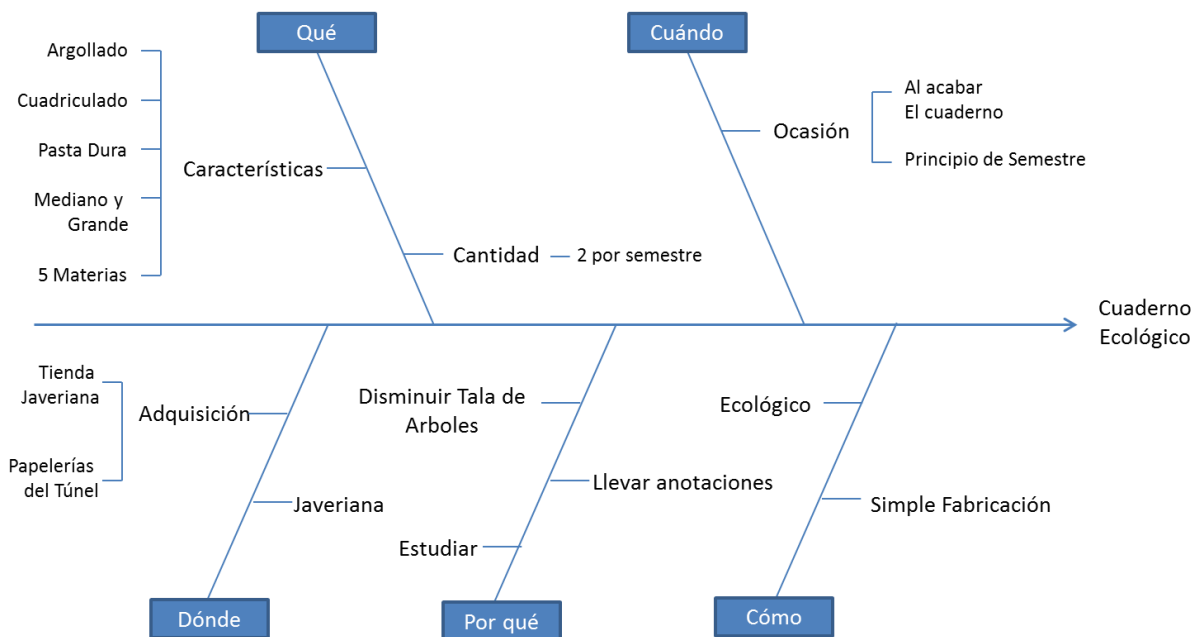 Qué
Cuándo
Argollado
Cuadriculado
Pasta Dura
Mediano y
Grande
5 Materias
Características
Cantidad
2 por semestre
Ocasión
Al acabar
El cuaderno
Principio de Semestre
Cuaderno
Ecológico
Tienda
Javeriana
Papelerías
del Túnel
Adquisición
Javeriana
Disminuir Tala de
Arboles
Llevar anotaciones
Estudiar
Ecológico
Simple Fabricación
Dónde
Por qué
Cómo